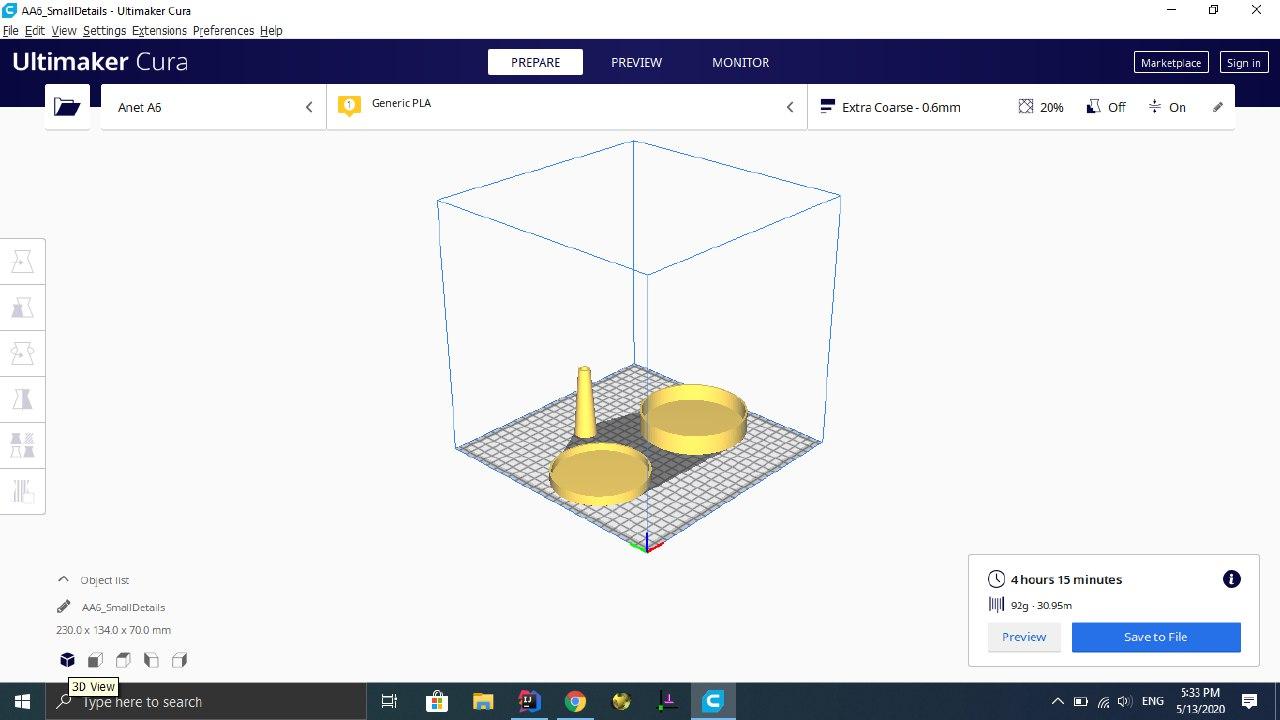 AA6_SmallDetails - Ultimaker Cura
File Edit View Settings Extensions Preferences Help
Ultimaker Cura
PREPARE
PREVIEW
MONITOR
Marketplace
Sign in
Anet A6
1
Generic PLA
Extra Coarse - 0.6mm
20%
Off
On
Object list
AA6_SmallDetails
230.0 x 134.0 x 70.0 mm
3D View
4 hours 15 minutes
92g · 30.95m
Preview
Save to File
Type here to search
ENG
5:33 PM
5/13/2020